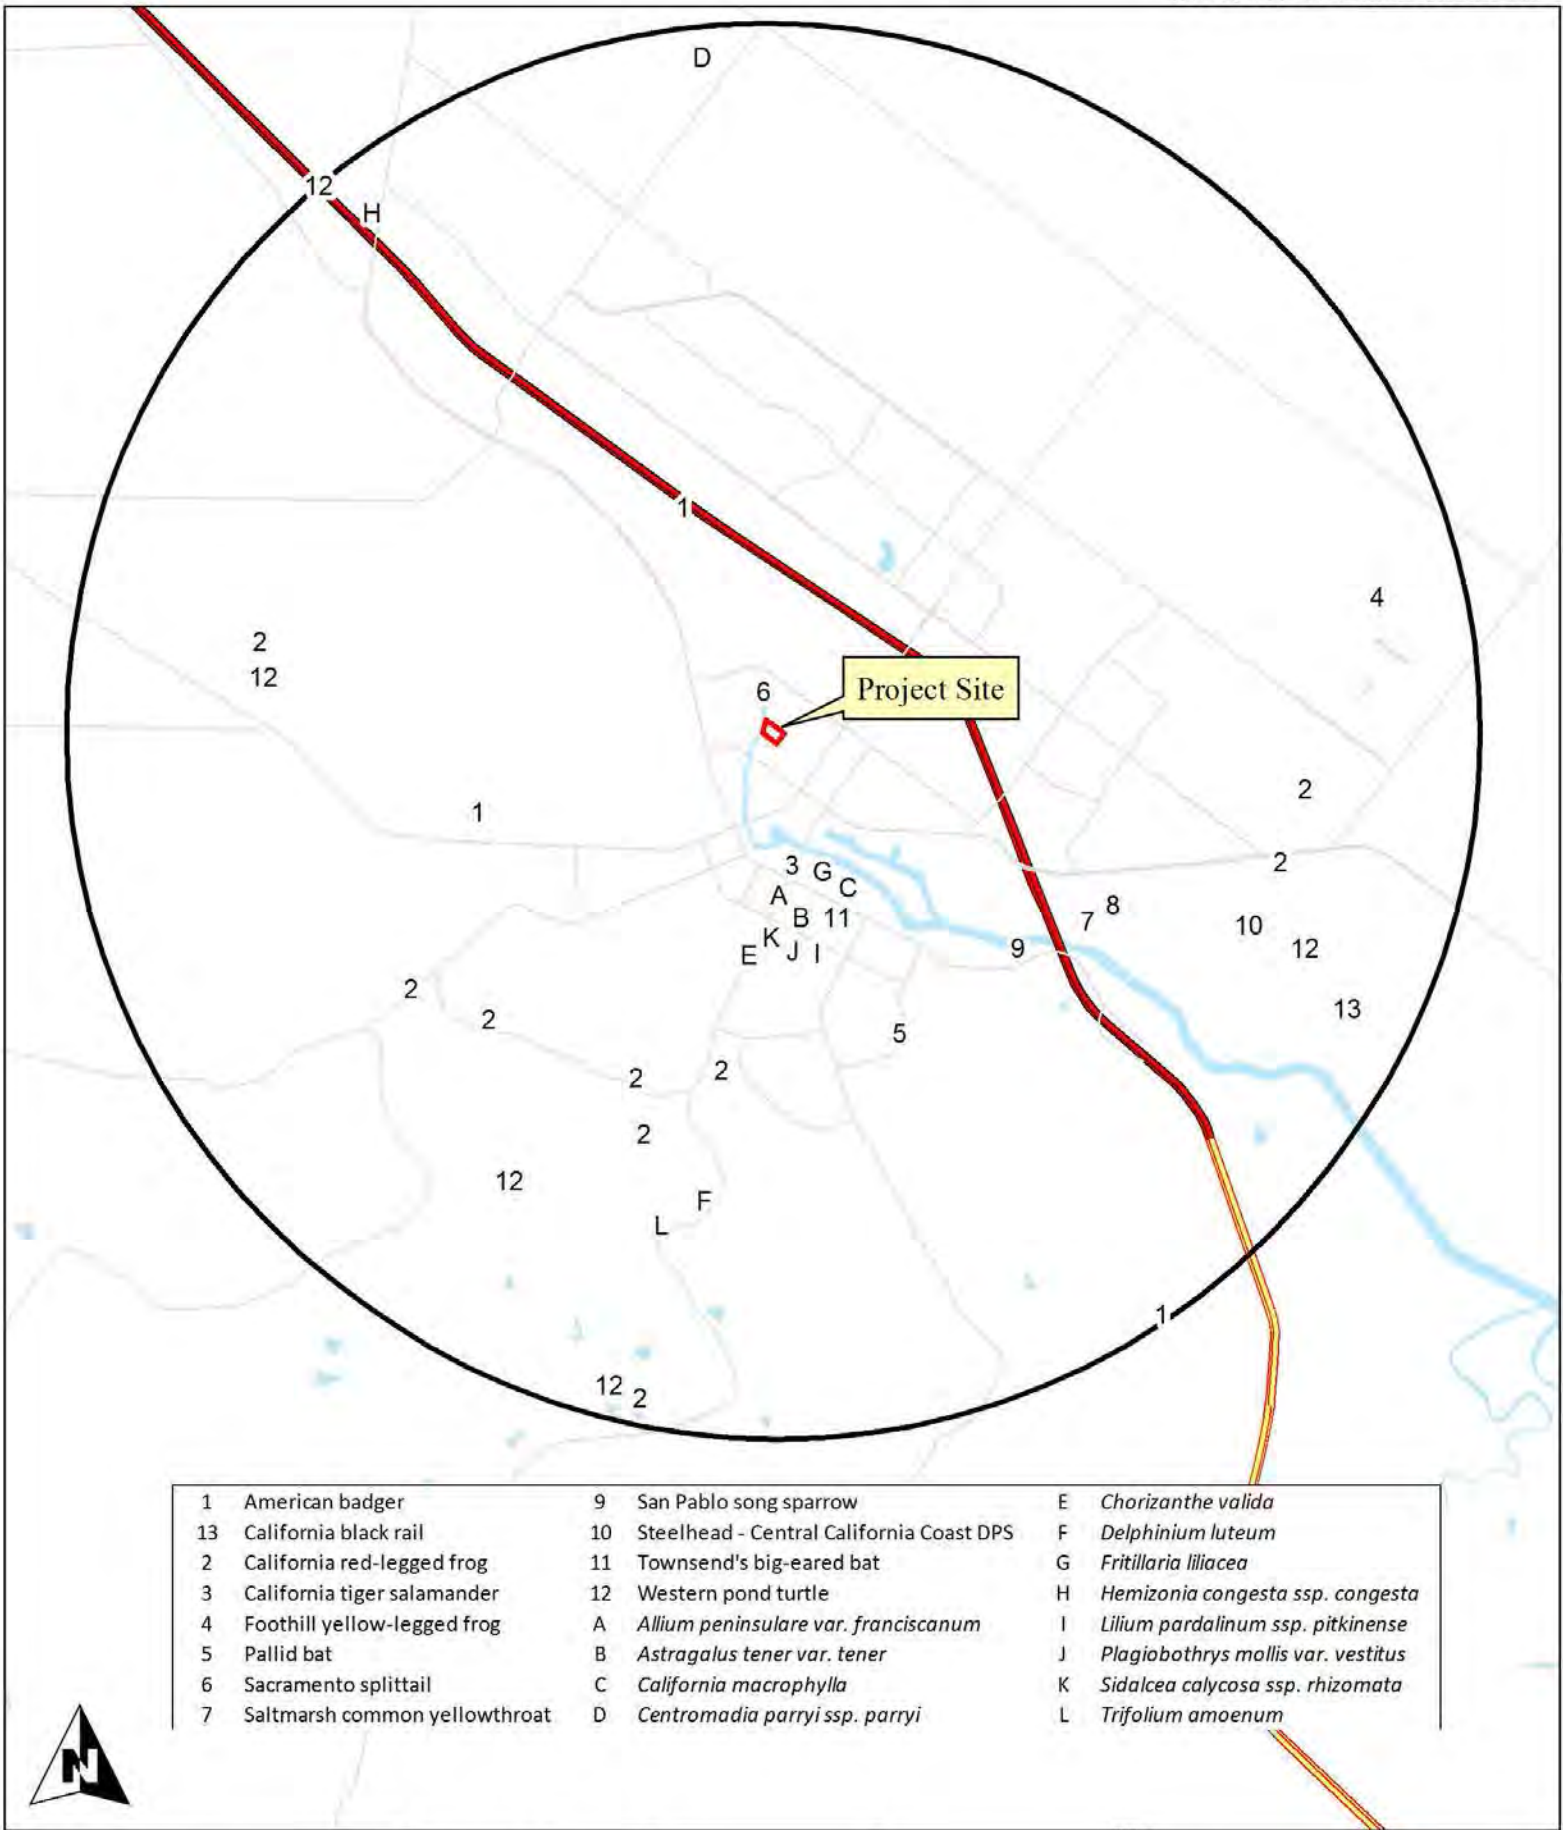 D
12
H
1
4
2
12
6
Project Site
1
2
2
3
G
C
A
B
11
8
7
10
K
E
J
I
9
12
2
2
13
5
2
2
2
12
F
L
1
12
2
1 American badger
13 California black rail
2 California red-legged frog
3 California tiger salamander
4 Foothill yellow-legged frog
5 Pallid bat
6 Sacramento splittail
7 Saltmarsh common yellowthroat
9 San Pablo song sparrow
10 Steelhead - Central California Coast DPS
11 Townsend's big-eared bat
12 Western pond turtle
A Allium peninsulare var. franciscanum
B Astragalus tener var. tener
C California macrophylla
D Centromadia parryi ssp. parryi
E Chorizanthe valida
F Delphinium luteum
G Fritillaria liliacea
H Hemizonia congesta ssp. congesta
I Lilium pardalinum ssp. pitkinense
J Plagiobothrys mollis var. vestitus
K Sidalcea calycosa ssp. rhizomata
L Trifolium amoenum
N